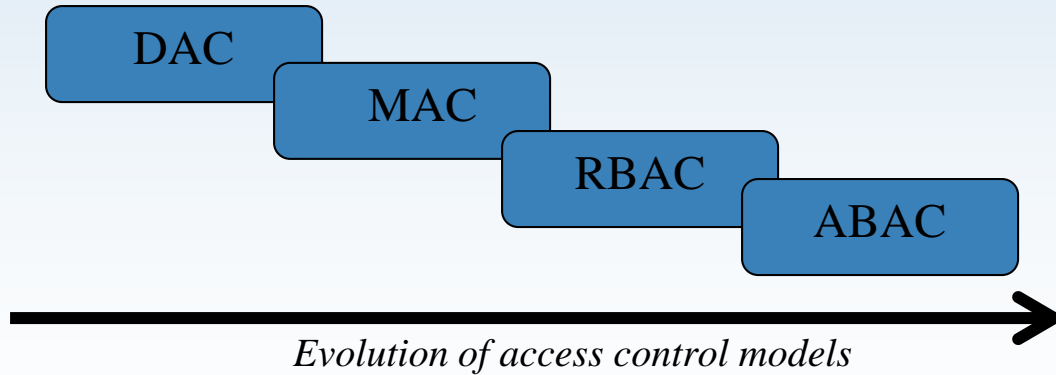 DAC
MAC
RBAC
ABAC
Evolution of access control models